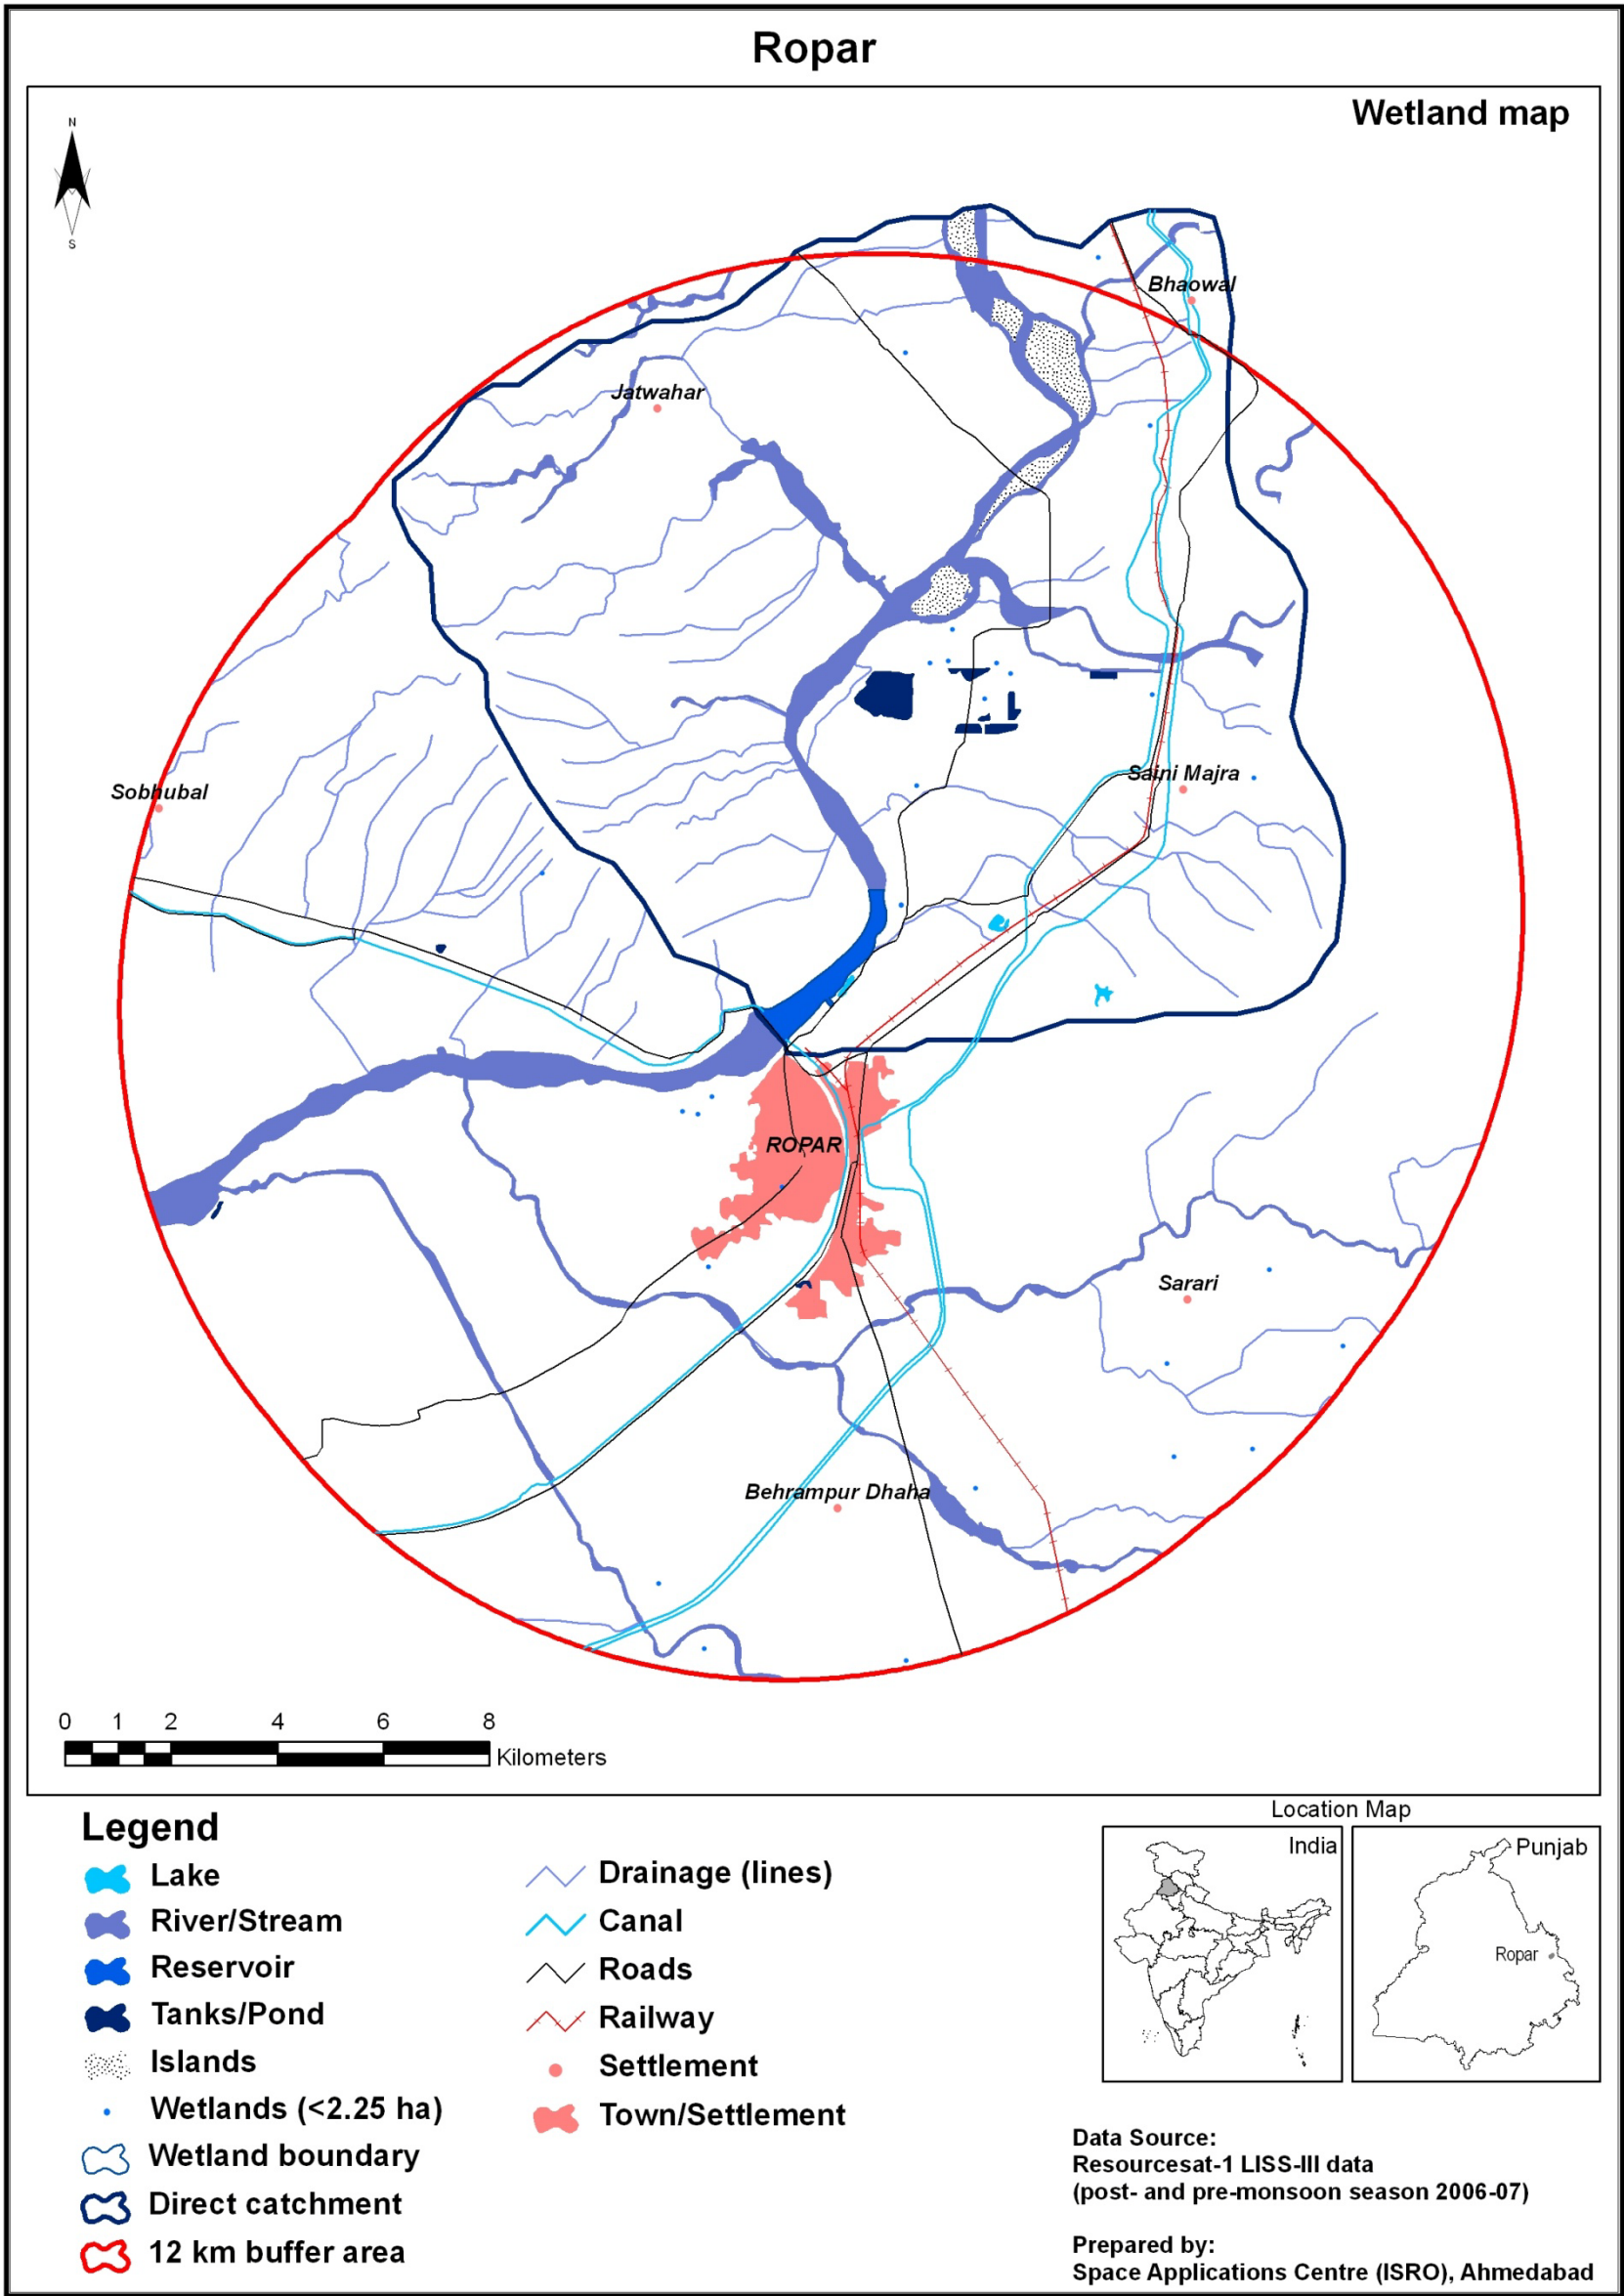 Ropar
Wetland map
N
S
Bhaowal
Jatwahar
Saini Majra
Sobhubal
ROPAR
Sarari
Behrampur Dhaha
0 1 2 4 6 8
Kilometers
Legend
Lake
River/Stream
Reservoir
Tanks/Pond
Islands
Wetlands (<2.25 ha)
Wetland boundary
Direct catchment
12 km buffer area
Drainage (lines)
Canal
Roads
Railway
Settlement
Town/Settlement
Location Map
India
Punjab
Ropar
Data Source:
Resourcesat-1 LISS-III data
(post- and pre-monsoon season 2006-07)
Prepared by:
Space Applications Centre (ISRO), Ahmedabad